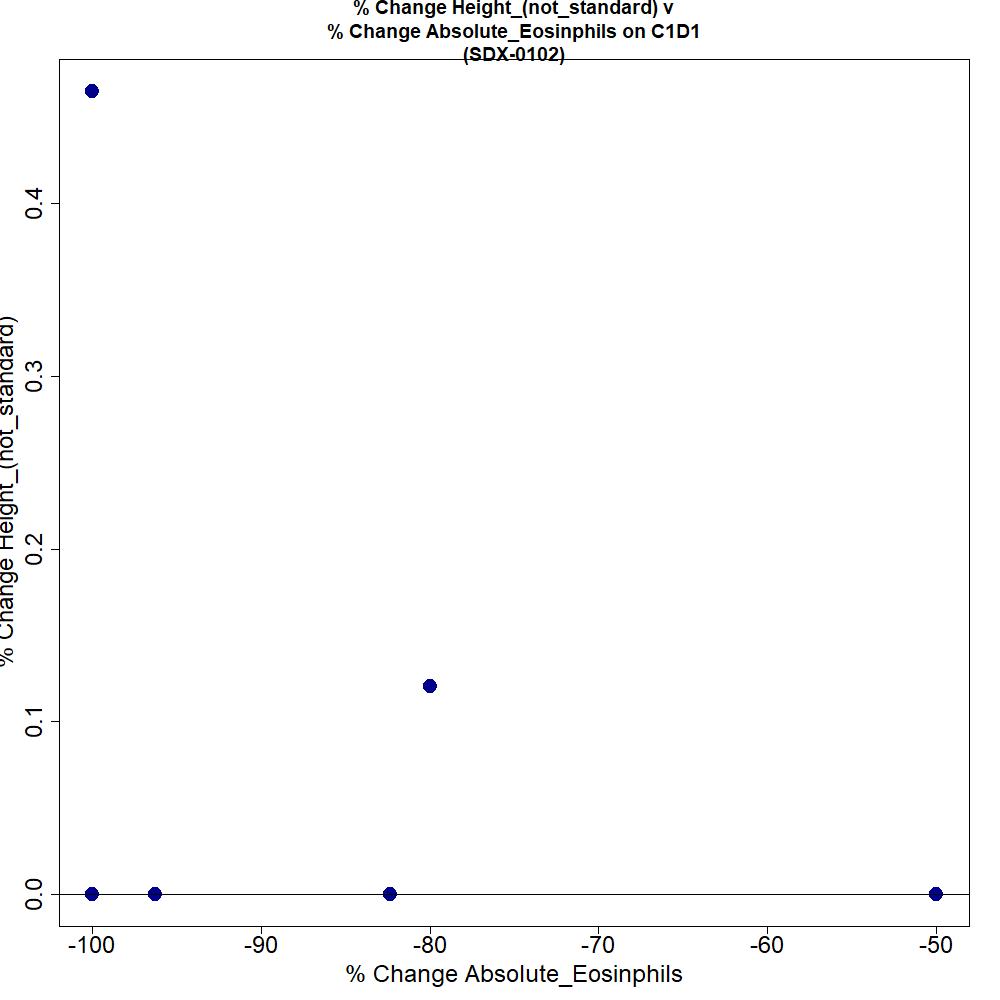 % Change Height_(not_standard) v
% Change Absolute_Eosinphils on C1D1
(SDX-0102)
% Change Height_(not_standard)
0.4
0.3
0.2
0.1
0.0
-100 -90 -80 -70 -60 -50
% Change Absolute_Eosinphils